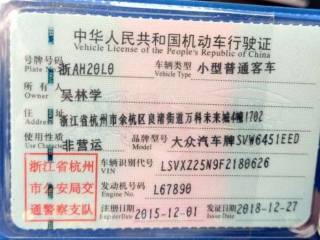 中华人民共和国机动车行驶证
Vehicle License of the People's Republic of China
号牌号码 浙AH20L0 车辆类型 小型普通客车
Plate No. Vehicle Type
所有人 吴林学
Owner
住址 浙江省杭州市余杭区良渚街道万科未来城4幢1702
Address
使用性质 非营运 品牌型号 大众汽车牌SVW6451EED
Use Character Model
浙江省杭州 车辆识别代号 LSVXZ25N9F2180626
VIN
市公安局交 发动机号码 L67890
Engine No.
通警察支队 注册日期 2015-12-01 发证日期 2018-12-27
Issue Date